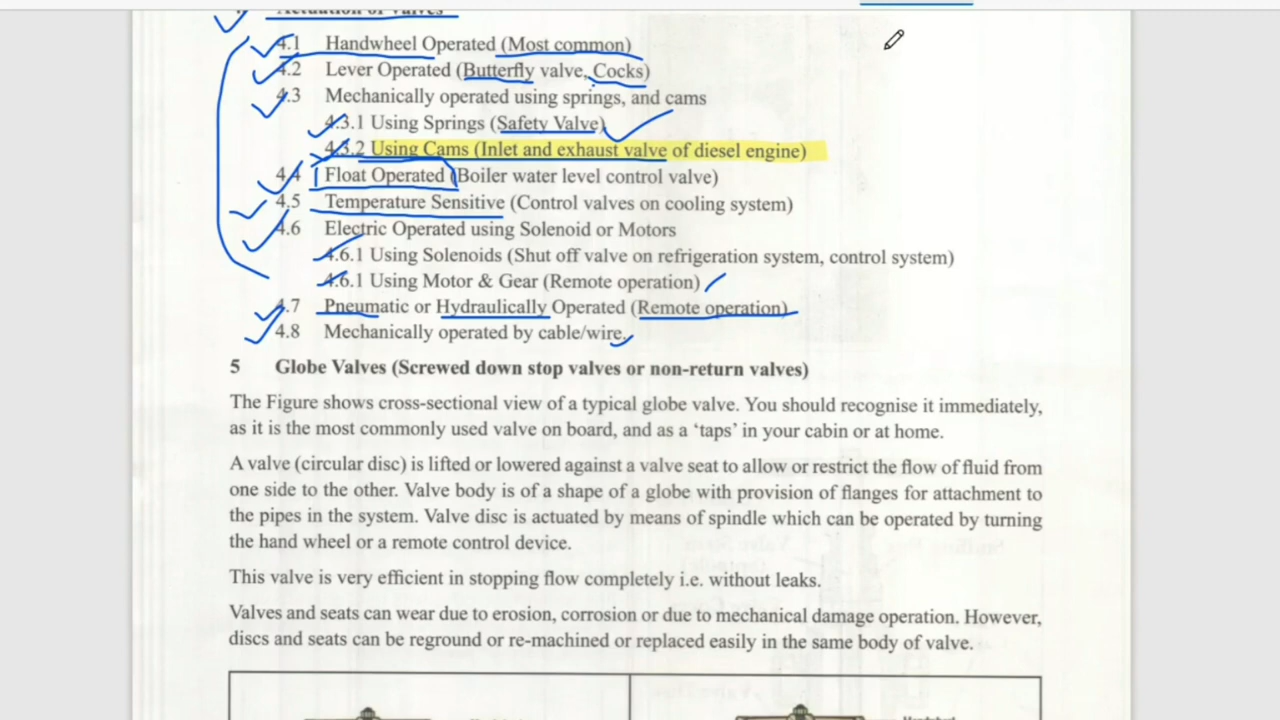 Actuation of Valves
4.1 Handwheel Operated (Most common)
4.2 Lever Operated (Butterfly valve, Cocks)
4.3 Mechanically operated using springs, and cams
4.3.1 Using Springs (Safety Valve)
4.3.2 Using Cams (Inlet and exhaust valve of diesel engine)
4.4 Float Operated (Boiler water level control valve)
4.5 Temperature Sensitive (Control valves on cooling system)
4.6 Electric Operated using Solenoid or Motors
4.6.1 Using Solenoids (Shut off valve on refrigeration system, control system)
4.6.1 Using Motor & Gear (Remote operation)
4.7 Pneumatic or Hydraulically Operated (Remote operation)
4.8 Mechanically operated by cable/wire.
5 Globe Valves (Screwed down stop valves or non-return valves)
The Figure shows cross-sectional view of a typical globe valve. You should recognise it immediately,
as it is the most commonly used valve on board, and as a ‘taps’ in your cabin or at home.
A valve (circular disc) is lifted or lowered against a valve seat to allow or restrict the flow of fluid from
one side to the other. Valve body is of a shape of a globe with provision of flanges for attachment to
the pipes in the system. Valve disc is actuated by means of spindle which can be operated by turning
the hand wheel or a remote control device.
This valve is very efficient in stopping flow completely i.e. without leaks.
Valves and seats can wear due to erosion, corrosion or due to mechanical damage operation. However,
discs and seats can be reground or re-machined or replaced easily in the same body of valve.